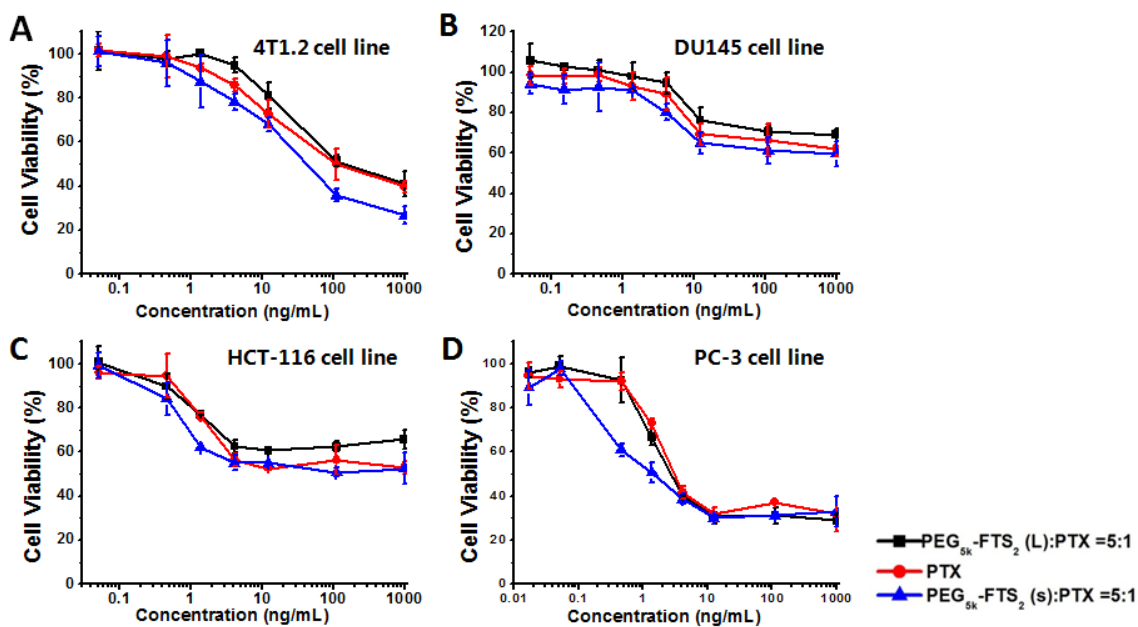 A
4T1.2 cell line
Cell Viability (%)
100
80
60
40
20
0
0.1 1 10 100 1000
Concentration (ng/mL)
B
DU145 cell line
Cell Viability (%)
120
100
80
60
40
20
0
0.1 1 10 100 1000
Concentration (ng/mL)
C
HCT-116 cell line
Cell Viability (%)
100
80
60
40
20
0
0.1 1 10 100 1000
Concentration (ng/mL)
D
PC-3 cell line
Cell Viability (%)
100
80
60
40
20
0
0.01 0.1 1 10 100 1000
Concentration (ng/mL)
PEG5k-FTS2 (L):PTX =5:1
PTX
PEG5k-FTS2 (s):PTX =5:1